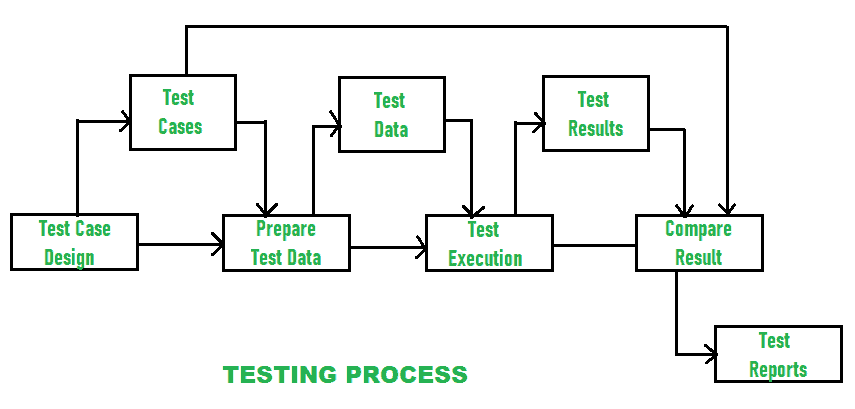 Test
Cases
Test
Data
Test
Results
Test Case
Design
Prepare
Test Data
Test
Execution
Compare
Result
Test
Reports
TESTING PROCESS